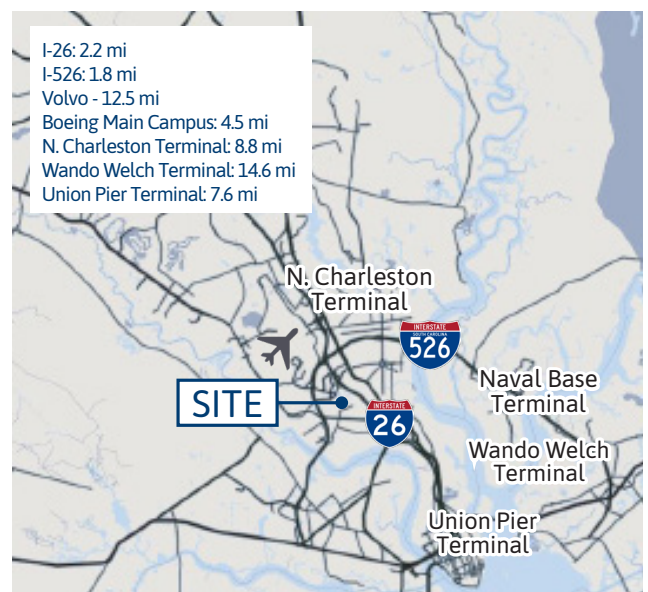 I-26: 2.2 mi
I-526: 1.8 mi
Volvo - 12.5 mi
Boeing Main Campus: 4.5 mi
N. Charleston Terminal: 8.8 mi
Wando Welch Terminal: 14.6 mi
Union Pier Terminal: 7.6 mi
N. Charleston
Terminal
INTERSTATE
SOUTH CAROLINA
526
Naval Base
Terminal
SITE
INTERSTATE
26
Wando Welch
Terminal
Union Pier
Terminal